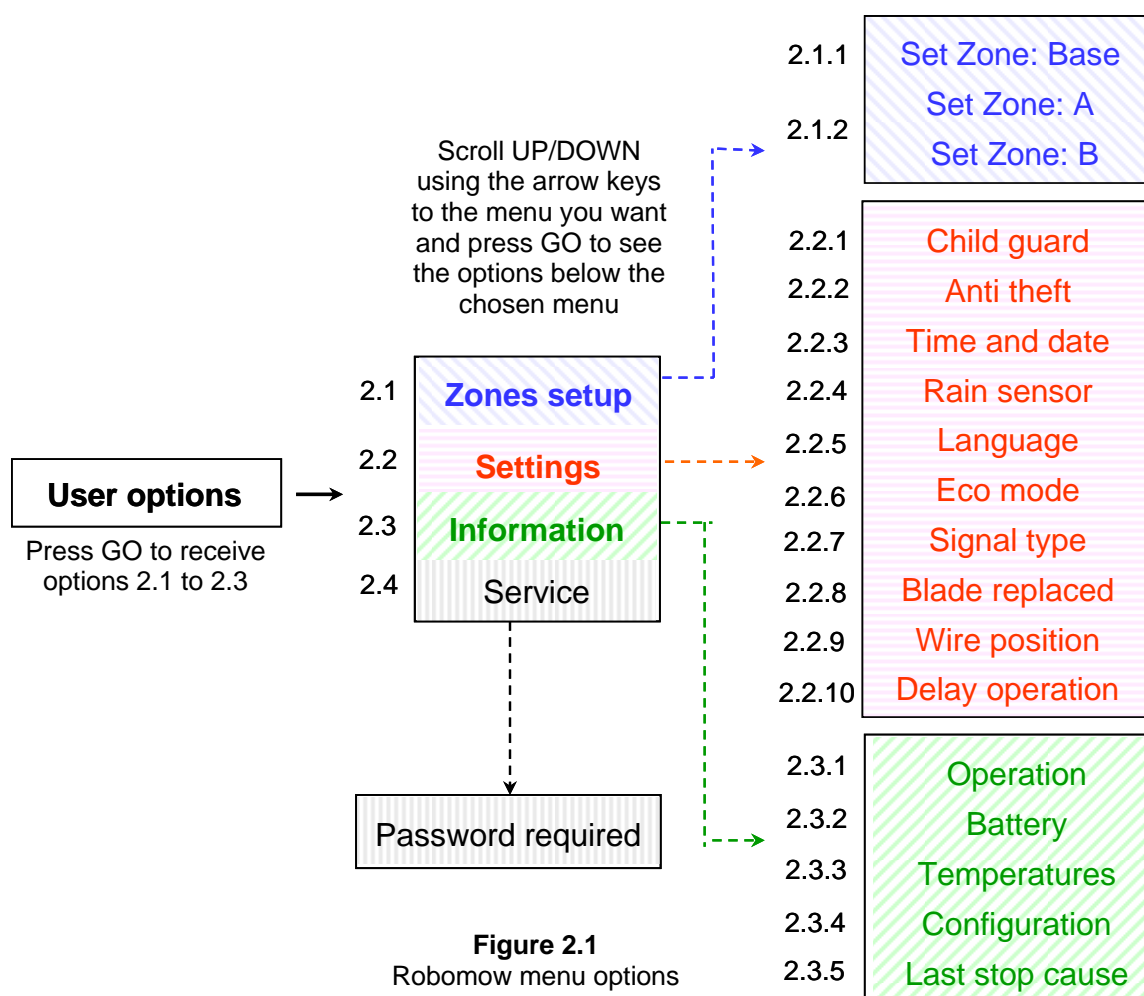 User options
Press GO to receive
options 2.1 to 2.3
Scroll UP/DOWN
using the arrow keys
to the menu you want
and press GO to see
the options below the
chosen menu
2.1 Zones setup
2.2 Settings
2.3 Information
2.4 Service
Password required
2.1.1 Set Zone: Base
Set Zone: A
2.1.2
Set Zone: B
2.2.1 Child guard
2.2.2 Anti theft
2.2.3 Time and date
2.2.4 Rain sensor
2.2.5 Language
2.2.6 Eco mode
2.2.7 Signal type
2.2.8 Blade replaced
2.2.9 Wire position
2.2.10 Delay operation
2.3.1 Operation
2.3.2 Battery
2.3.3 Temperatures
2.3.4 Configuration
2.3.5 Last stop cause
Figure 2.1
Robomow menu options